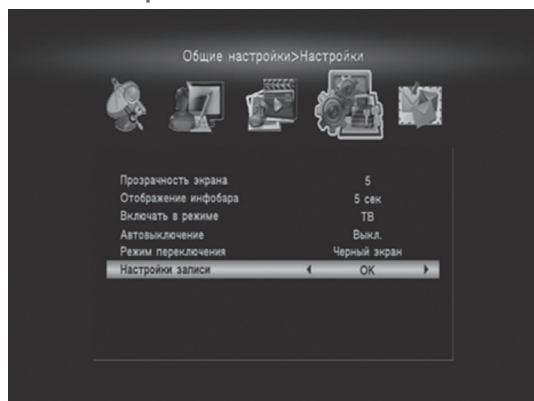 Общие настройки>Настройки
Прозрачность экрана 5
Отображение инфобара 5 сек
Включать в режиме ТВ
Автовыключение Выкл.
Режим переключения Черный экран
Настройки записи OK